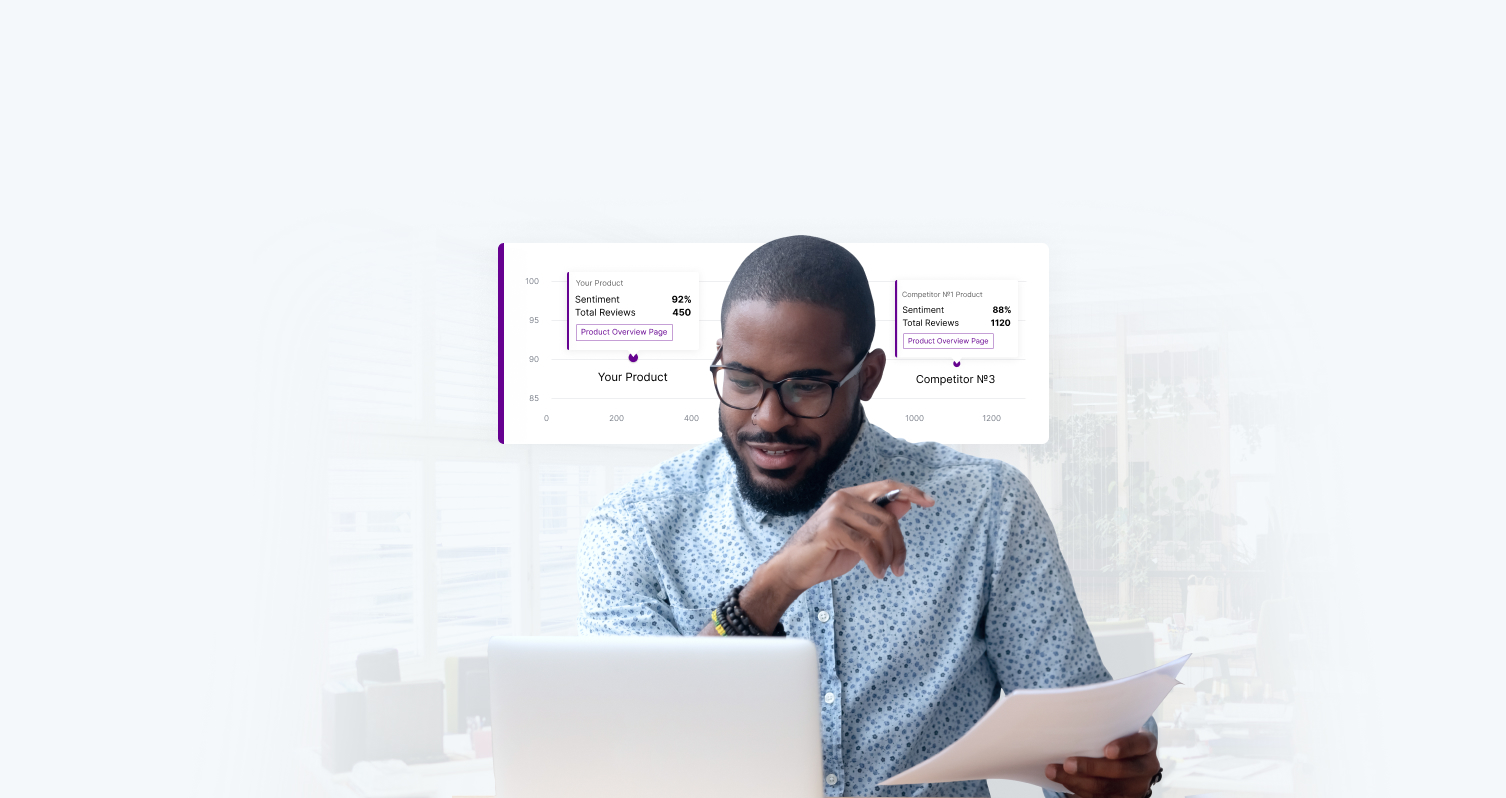 100
95
90
85
0
200
400
1000
1200
Your Product
Sentiment 92%
Total Reviews 450
Product Overview Page
Your Product
Competitor №1 Product
Sentiment 88%
Total Reviews 1120
Product Overview Page
Competitor №3